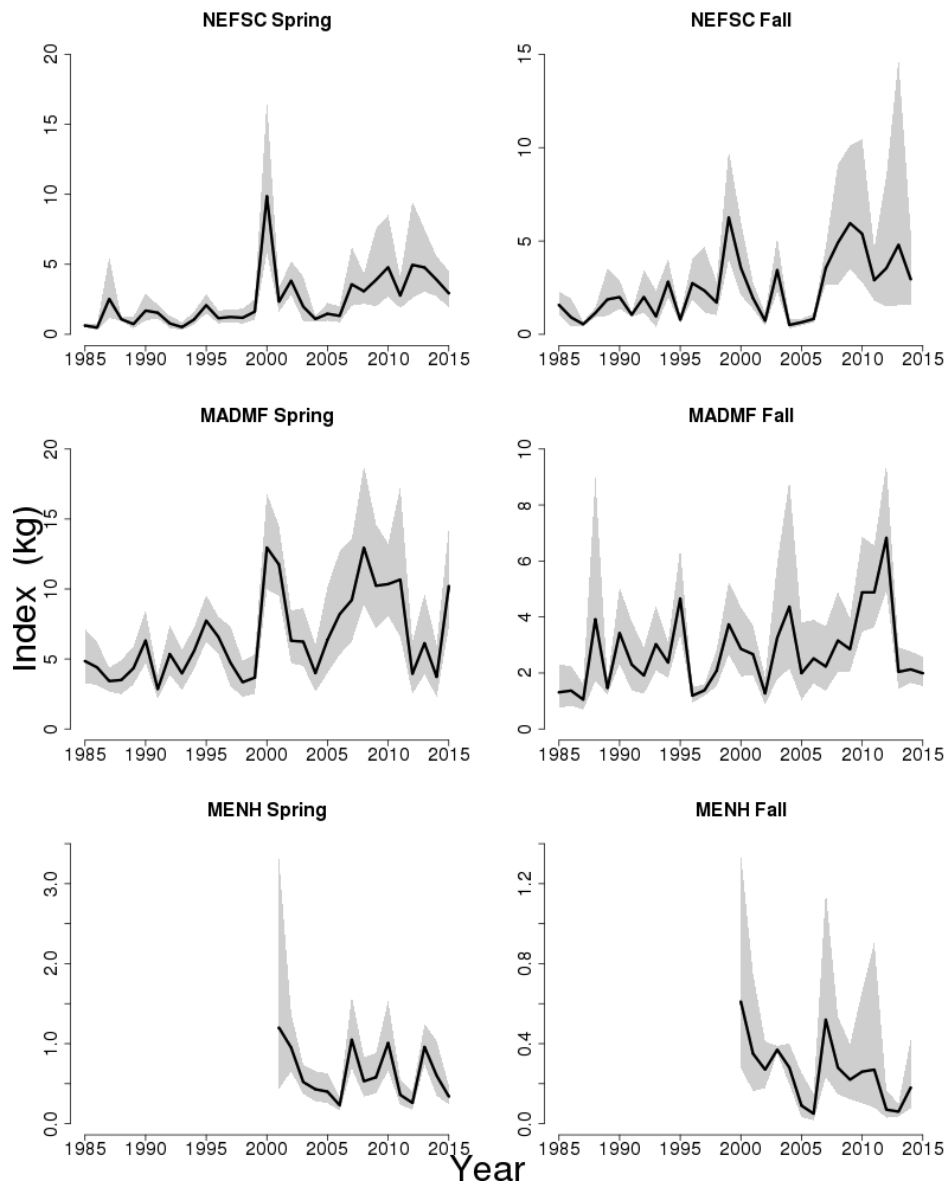 NEFSC Spring
0 5 10 15 20
1985 1990 1995 2000 2005 2010 2015
NEFSC Fall
0 5 10 15
1985 1990 1995 2000 2005 2010 2015
MADMF Spring
0 5 10 15 20
1985 1990 1995 2000 2005 2010 2015
MADMF Fall
0 2 4 6 8 10
1985 1990 1995 2000 2005 2010 2015
MENH Spring
0.0 1.0 2.0 3.0
1985 1990 1995 2000 2005 2010 2015
MENH Fall
0.0 0.4 0.8 1.2
1985 1990 1995 2000 2005 2010 2015
Index (kg)
Year